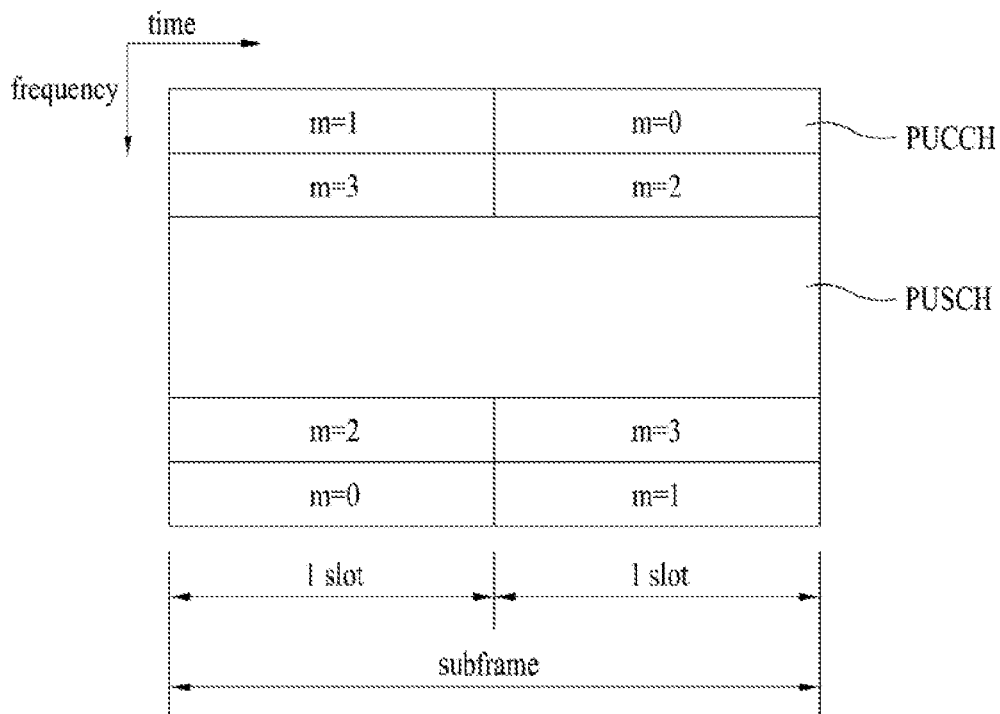 time
frequency
m=1 m=0
PUCCH
m=3 m=2
PUSCH
m=2 m=3
m=0 m=1
1 slot 1 slot
subframe